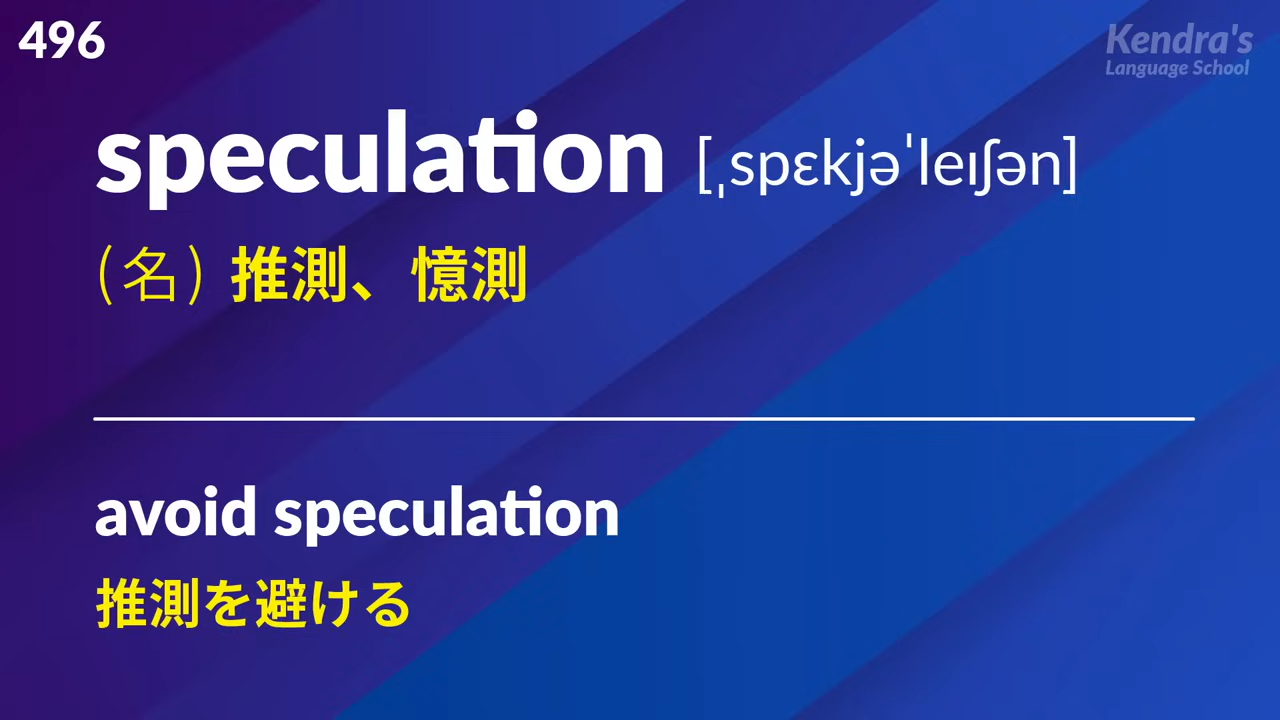 496
Kendra's
Language School
speculation [ˌspɛkjəˈleɪʃən]
(名) 推測、憶測
avoid speculation
推測を避ける